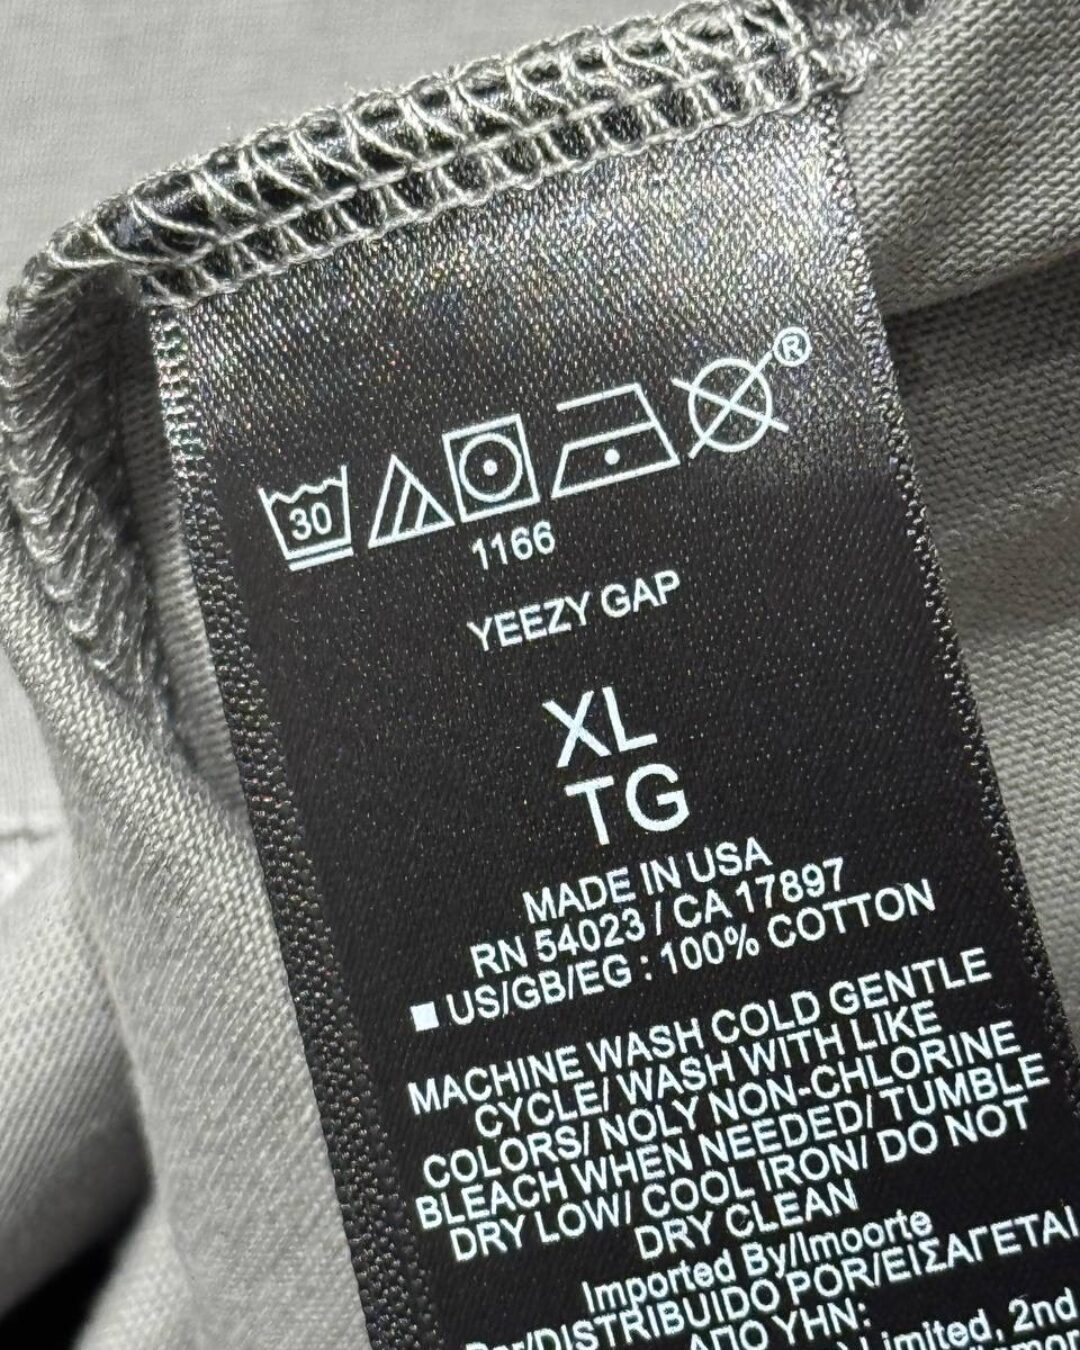 ®
30
1166
YEEZY GAP
XL
TG
MADE IN USA
RN 54023 / CA 17897
■ US/GB/EG : 100% COTTON
MACHINE WASH COLD GENTLE
CYCLE/ WASH WITH LIKE
COLORS/ NOLY NON-CHLORINE
BLEACH WHEN NEEDED/ TUMBLE
DRY LOW/ COOL IRON/ DO NOT
DRY CLEAN
Imported By/Imoorte
Por/DISTRIBUIDO POR/ΕΙΣΑΓΕΤΑΙ
ΑΠΟ ΥΗΝ:
Limited, 2nd